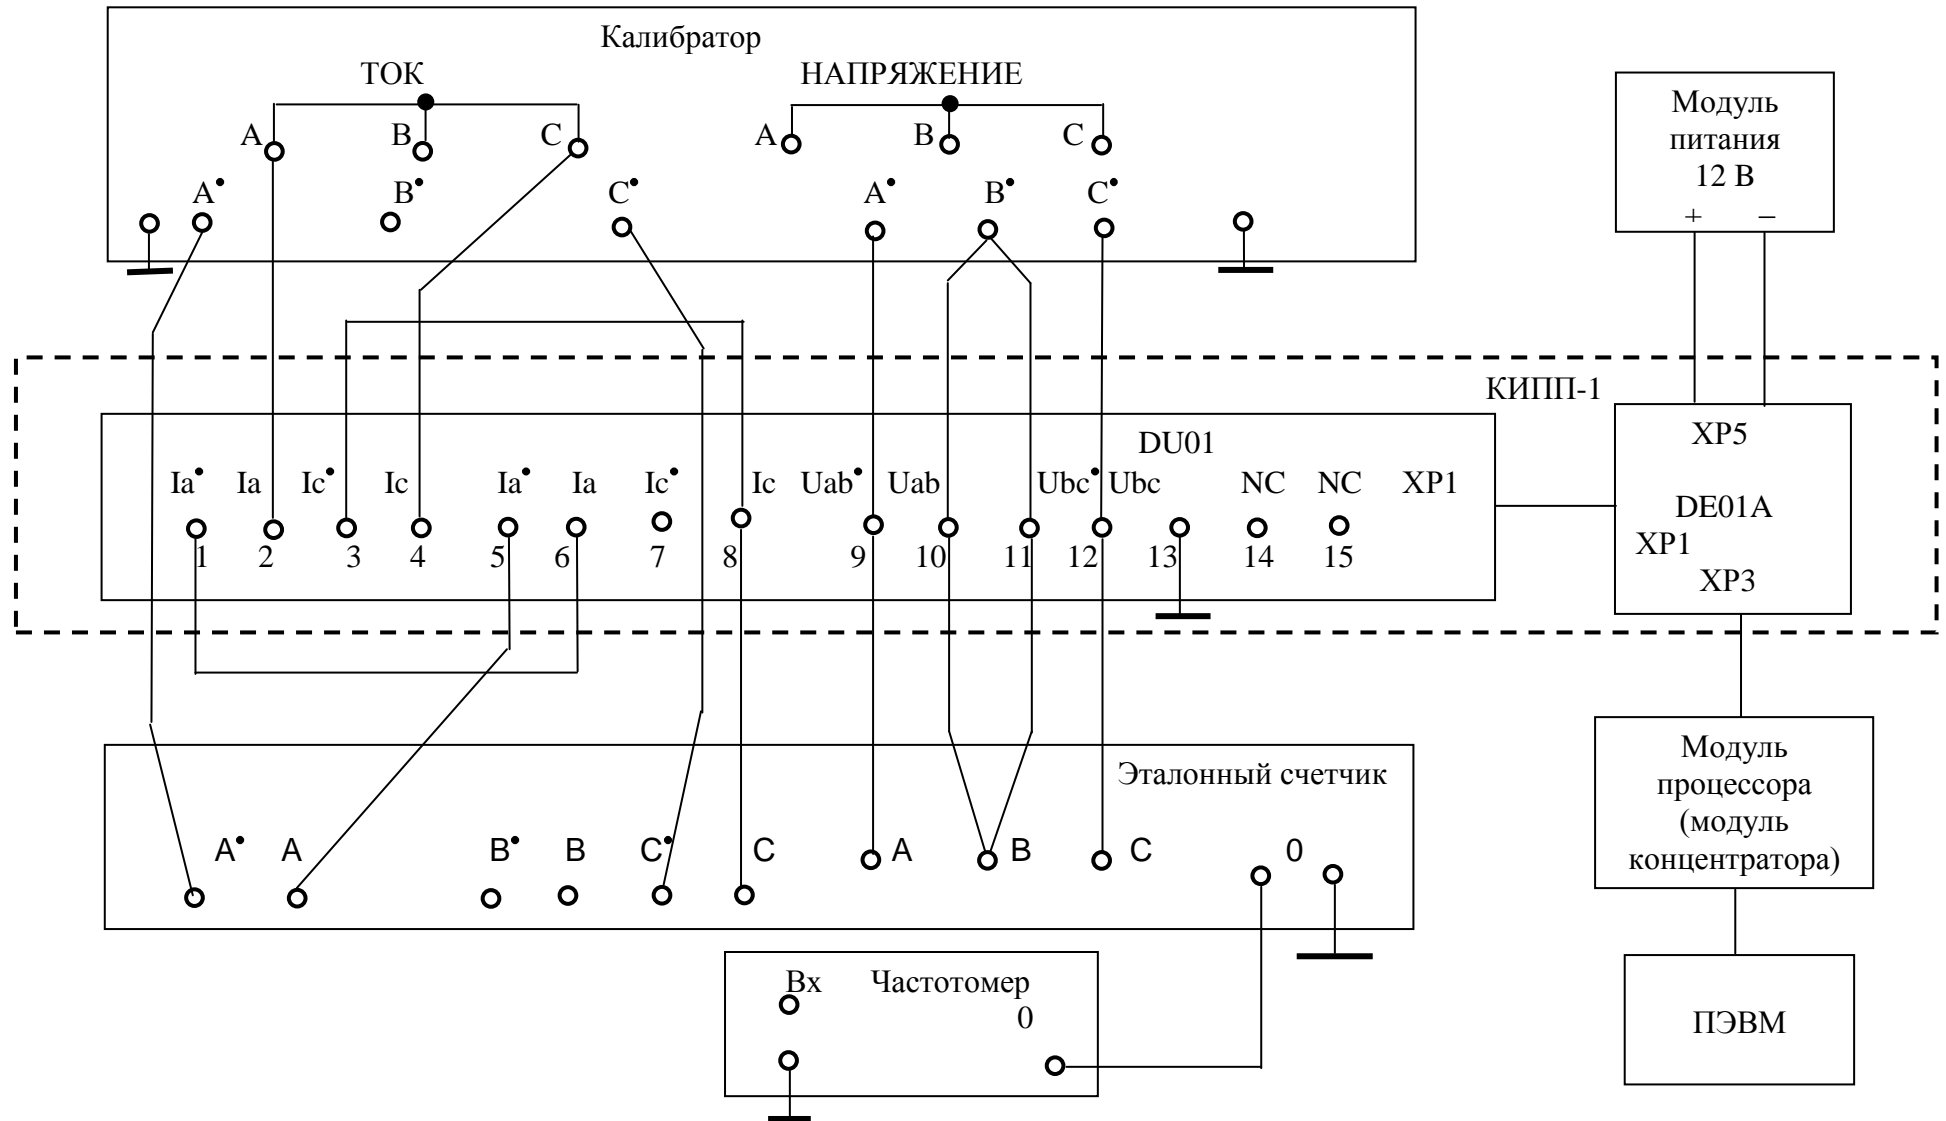 Калибратор
ТОК
НАПРЯЖЕНИЕ
A B C A B C
A• B• C• A• B• C•
Модуль
питания
12 В
+ –
КИПП-1
DU01
Ia• Ia Ic• Ic Ia• Ia Ic• Ic Uab• Uab Ubc• Ubc NC NC XP1
1 2 3 4 5 6 7 8 9 10 11 12 13 14 15
XP5
DE01A
XP1
XP3
Эталонный счетчик
A• A B• B C• C A B C 0
Модуль
процессора
(модуль
концентратора)
Вх Частотомер
0
ПЭВМ